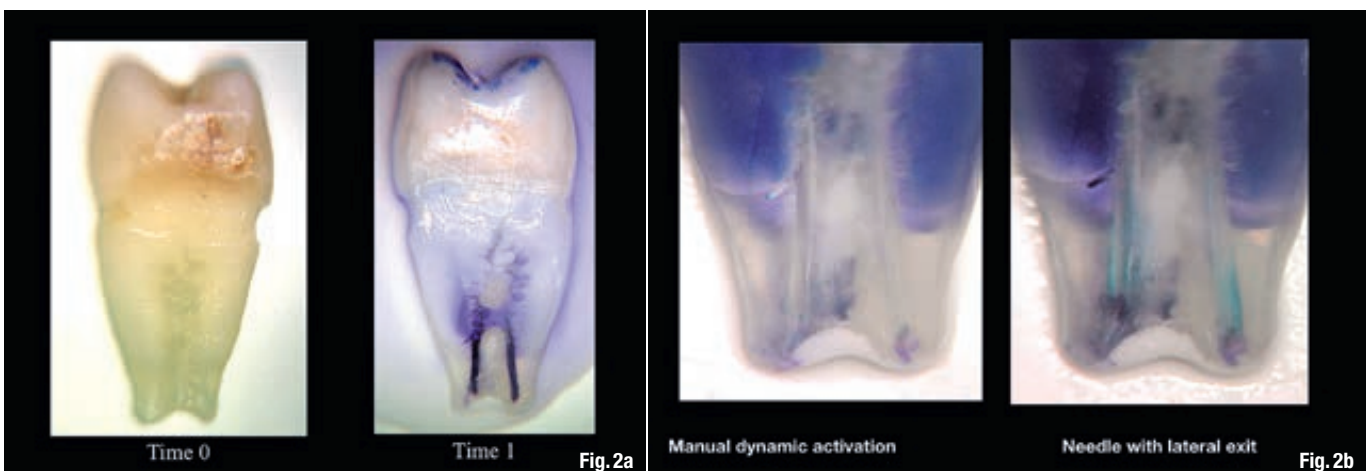 Time 0
Time 1
Fig. 2a
Manual dynamic activation
Needle with lateral exit
Fig. 2b